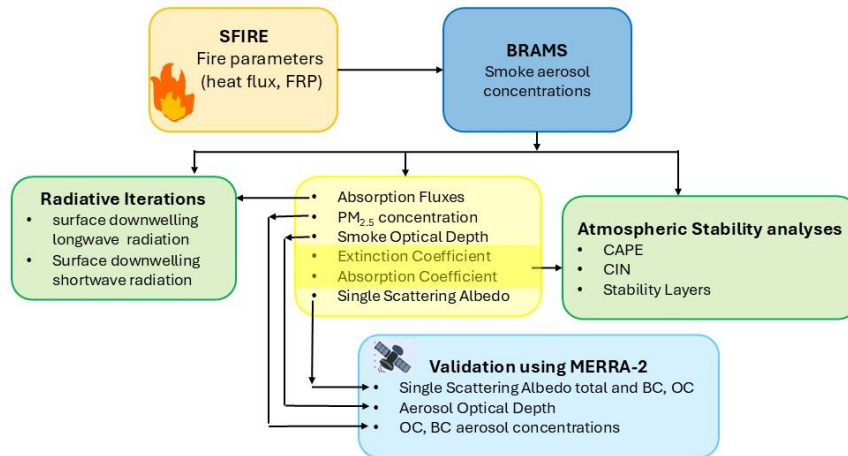 SFIRE
Fire parameters
(heat flux, FRP)
BRAMS
Smoke aerosol
concentrations
Radiative Iterations
• surface downwelling
longwave radiation
• Surface downwelling
shortwave radiation
• Absorption Fluxes
• PM2.5 concentration
• Smoke Optical Depth
• Extinction Coefficient
• Absorption Coefficient
• Single Scattering Albedo
Atmospheric Stability analyses
• CAPE
• CIN
• Stability Layers
Validation using MERRA-2
• Single Scattering Albedo total and BC, OC
• Aerosol Optical Depth
• OC, BC aerosol concentrations